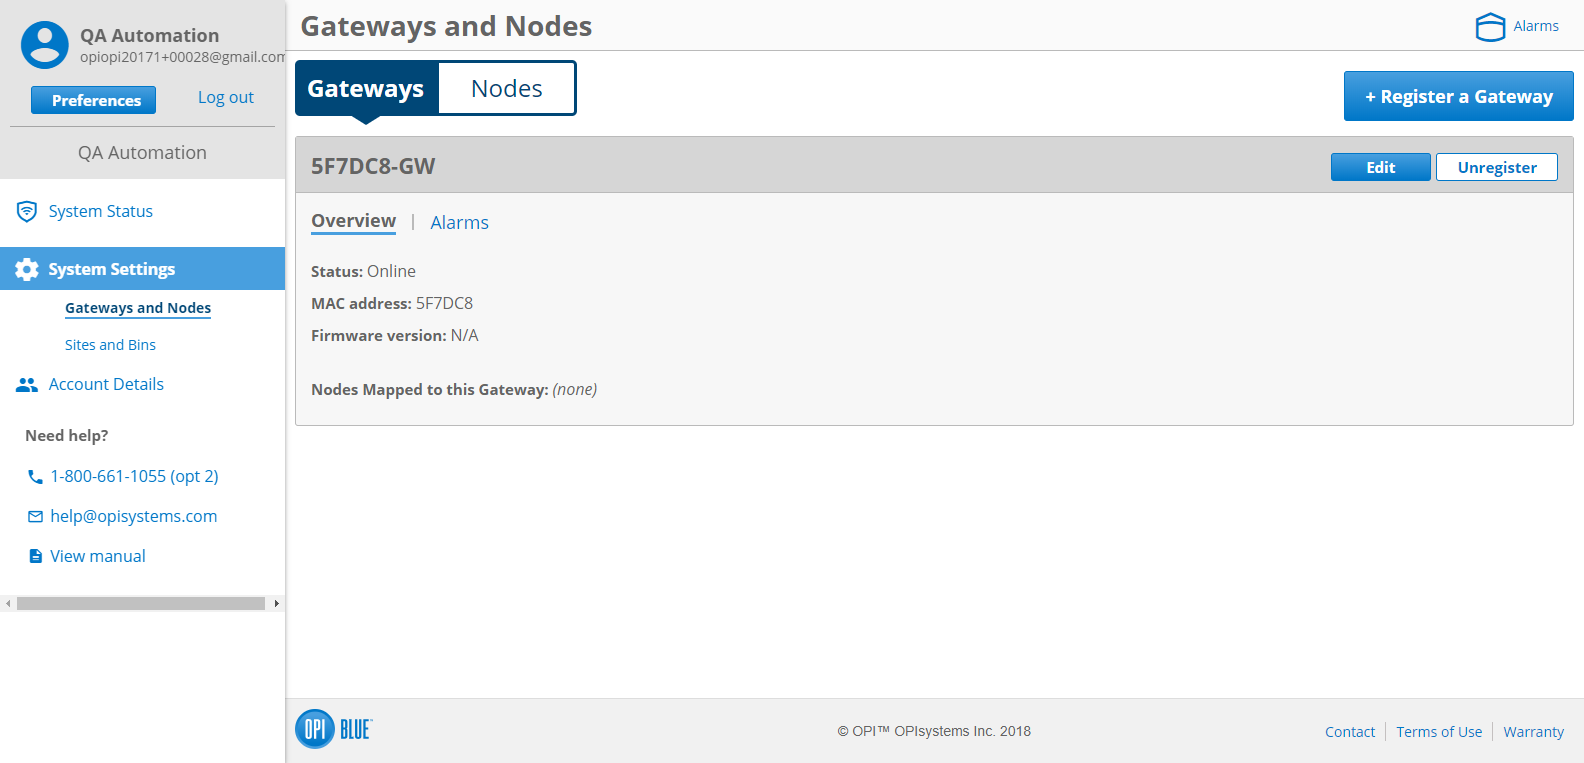 QA Automation
opiopi20171+00028@gmail.com
Preferences
Log out
QA Automation
System Status
System Settings
Gateways and Nodes
Sites and Bins
Account Details
Need help?
1-800-661-1055 (opt 2)
help@opisystems.com
View manual
Gateways and Nodes
Alarms
Gateways
Nodes
+ Register a Gateway
5F7DC8-GW
Edit
Unregister
Overview | Alarms
Status: Online
MAC address: 5F7DC8
Firmware version: N/A
Nodes Mapped to this Gateway: (none)
OPI BLUE™
© OPI™ OPIsystems Inc. 2018
Contact
Terms of Use
Warranty